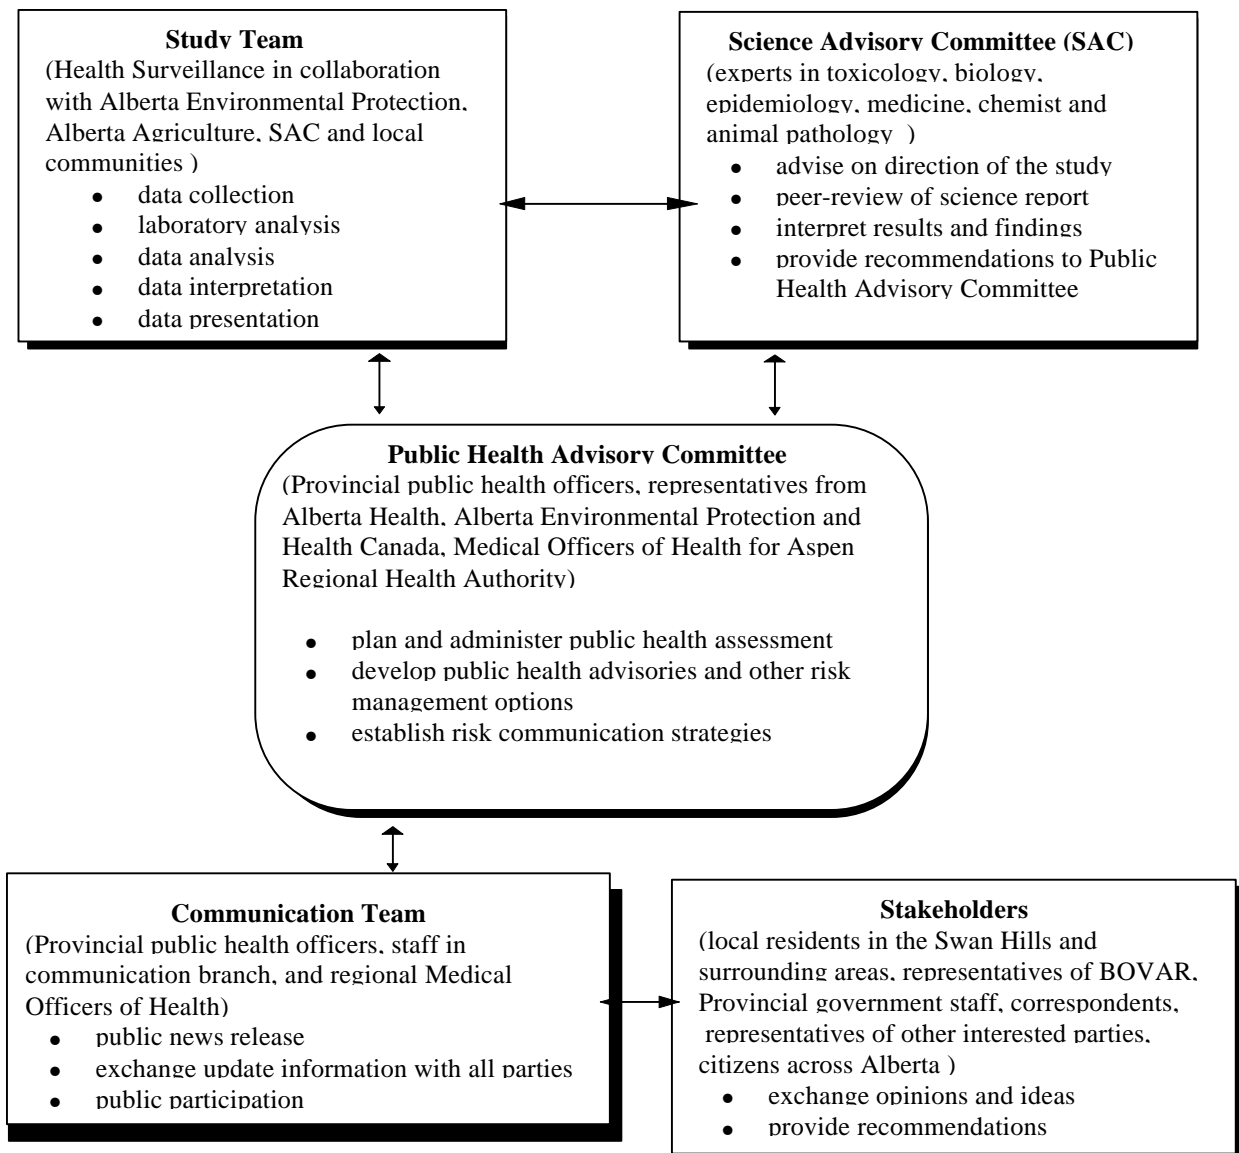 Study Team
(Health Surveillance in collaboration
with Alberta Environmental Protection,
Alberta Agriculture, SAC and local
communities )
● data collection
● laboratory analysis
● data analysis
● data interpretation
● data presentation
Science Advisory Committee (SAC)
(experts in toxicology, biology,
epidemiology, medicine, chemist and
animal pathology )
● advise on direction of the study
● peer-review of science report
● interpret results and findings
● provide recommendations to Public
Health Advisory Committee
Public Health Advisory Committee
(Provincial public health officers, representatives from
Alberta Health, Alberta Environmental Protection and
Health Canada, Medical Officers of Health for Aspen
Regional Health Authority)
● plan and administer public health assessment
● develop public health advisories and other risk
management options
● establish risk communication strategies
Communication Team
(Provincial public health officers, staff in
communication branch, and regional Medical
Officers of Health)
● public news release
● exchange update information with all parties
● public participation
Stakeholders
(local residents in the Swan Hills and
surrounding areas, representatives of BOVAR,
Provincial government staff, correspondents,
representatives of other interested parties,
citizens across Alberta )
● exchange opinions and ideas
● provide recommendations